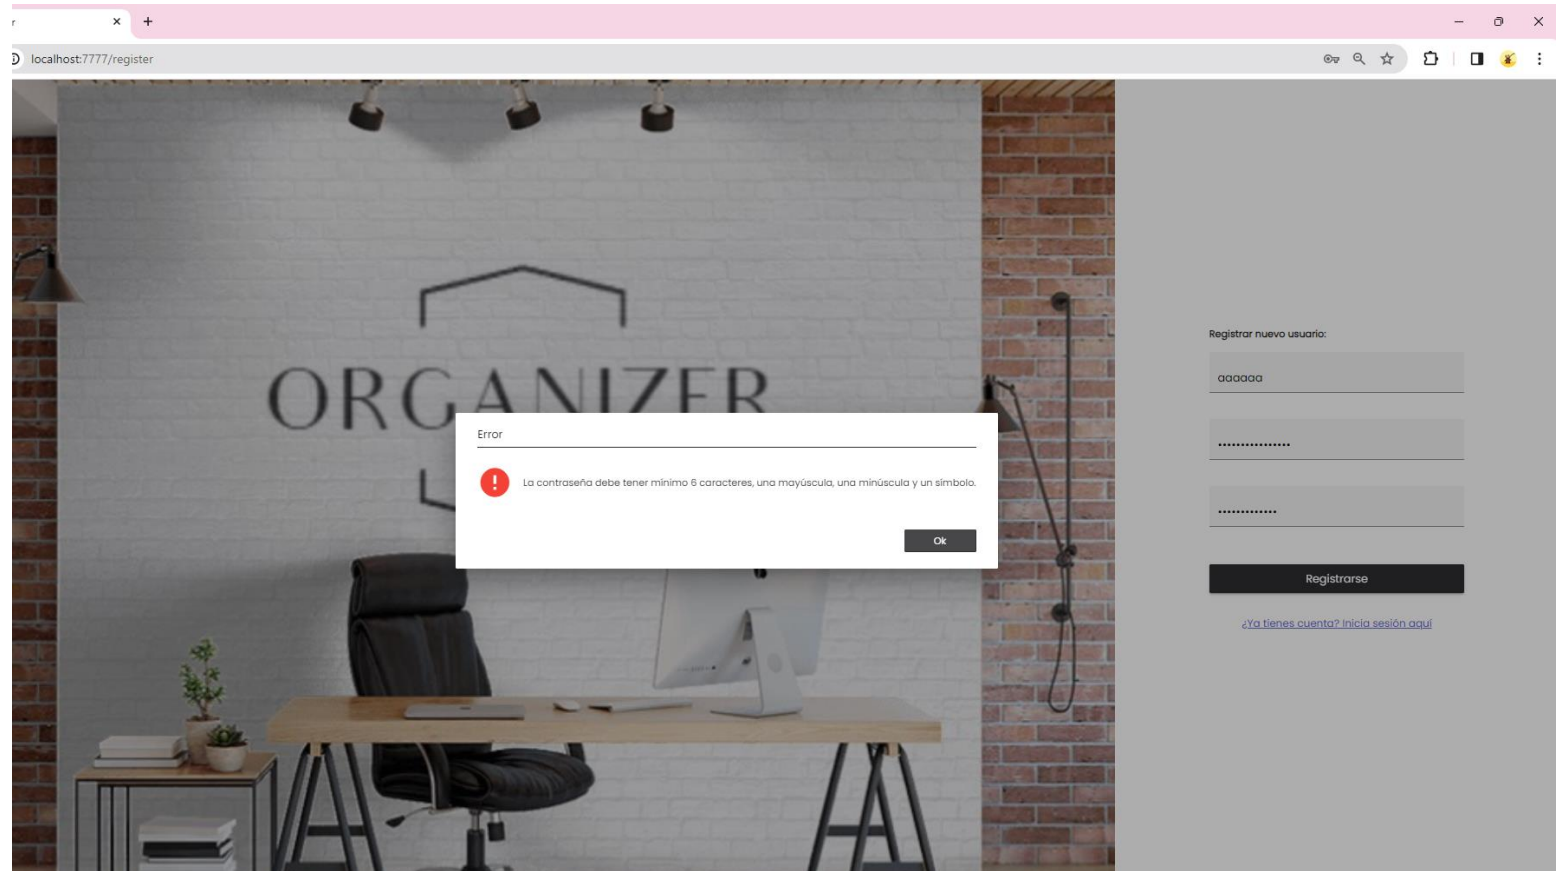 localhost:7777/register
ORGANIZER
Error
La contraseña debe tener mínimo 6 caracteres, una mayúscula, una minúscula y un símbolo.
Ok
Registrar nuevo usuario:
aaaaaa
................
.............
Registrarse
¿Ya tienes cuenta? Inicia sesión aquí